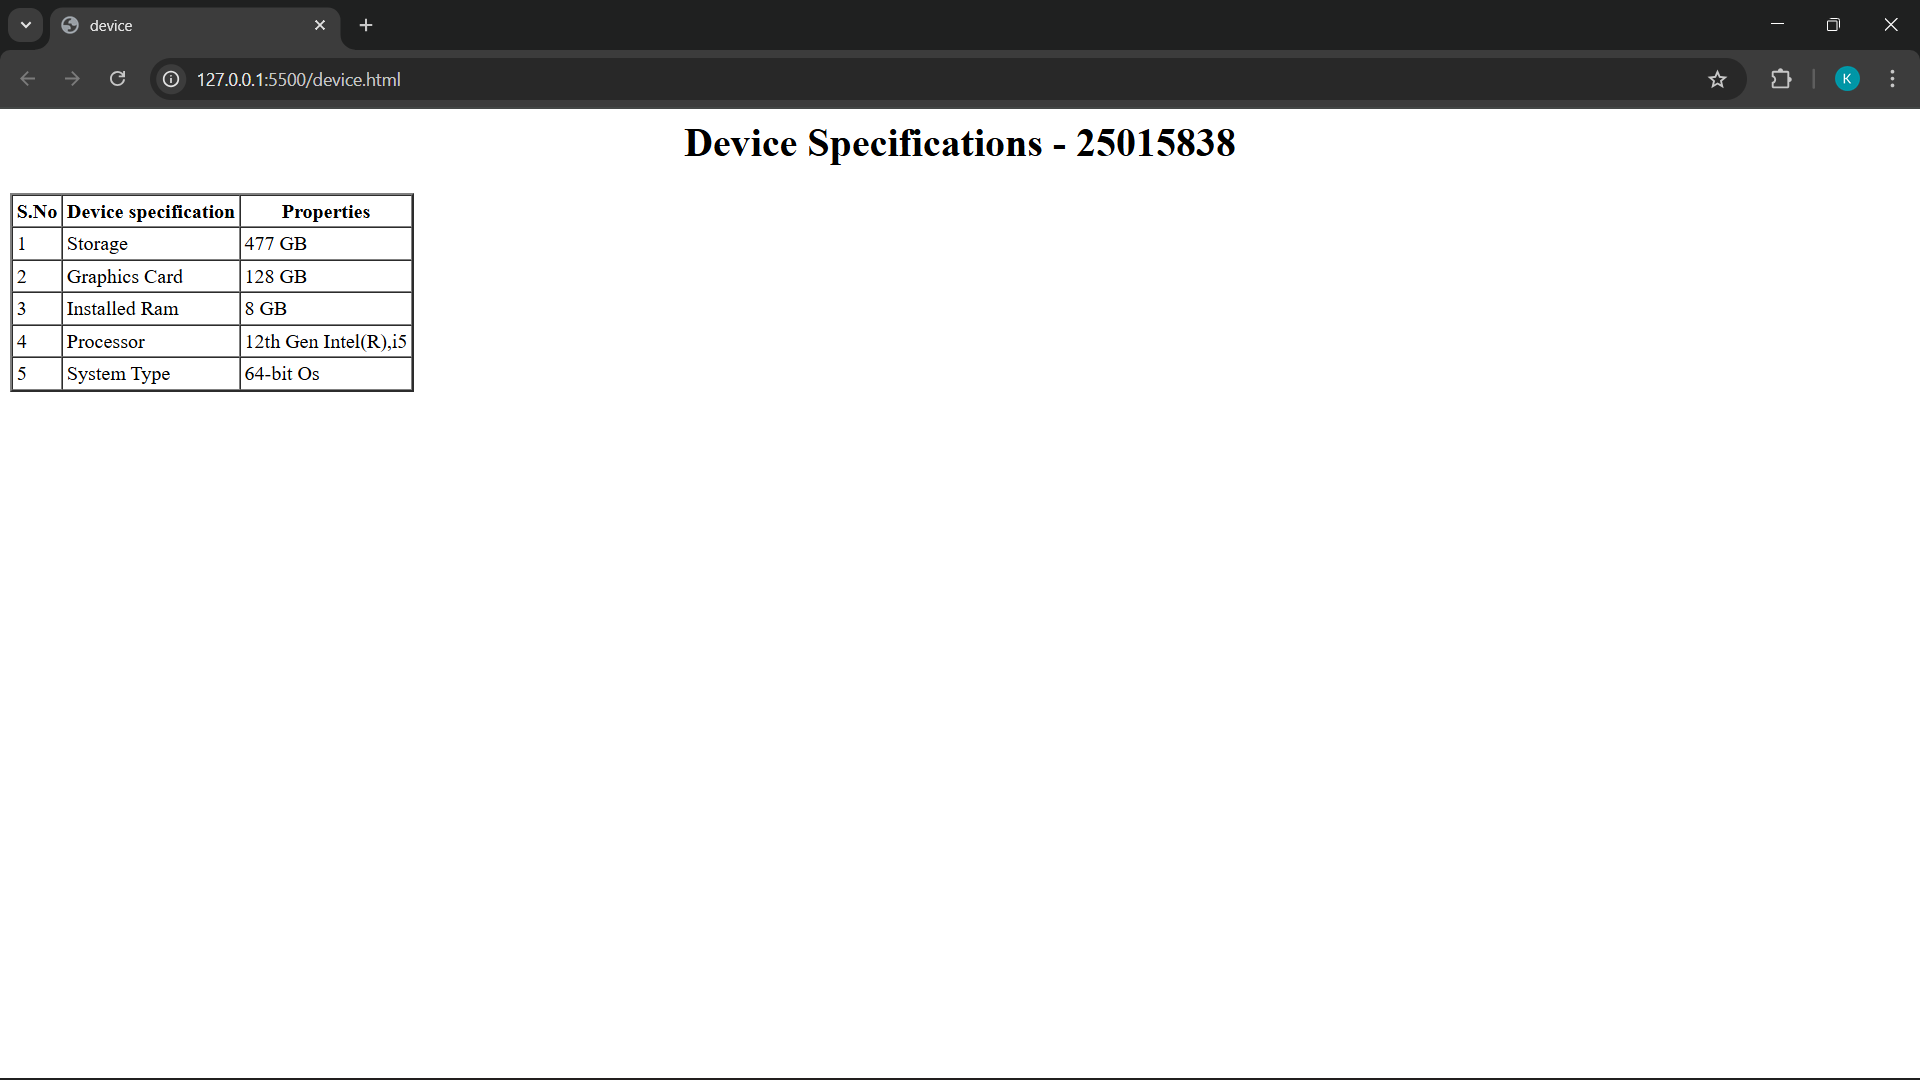 device
127.0.0.1:5500/device.html
K
Device Specifications - 25015838
S.No Device specification Properties
1 Storage 477 GB
2 Graphics Card 128 GB
3 Installed Ram 8 GB
4 Processor 12th Gen Intel(R),i5
5 System Type 64-bit Os